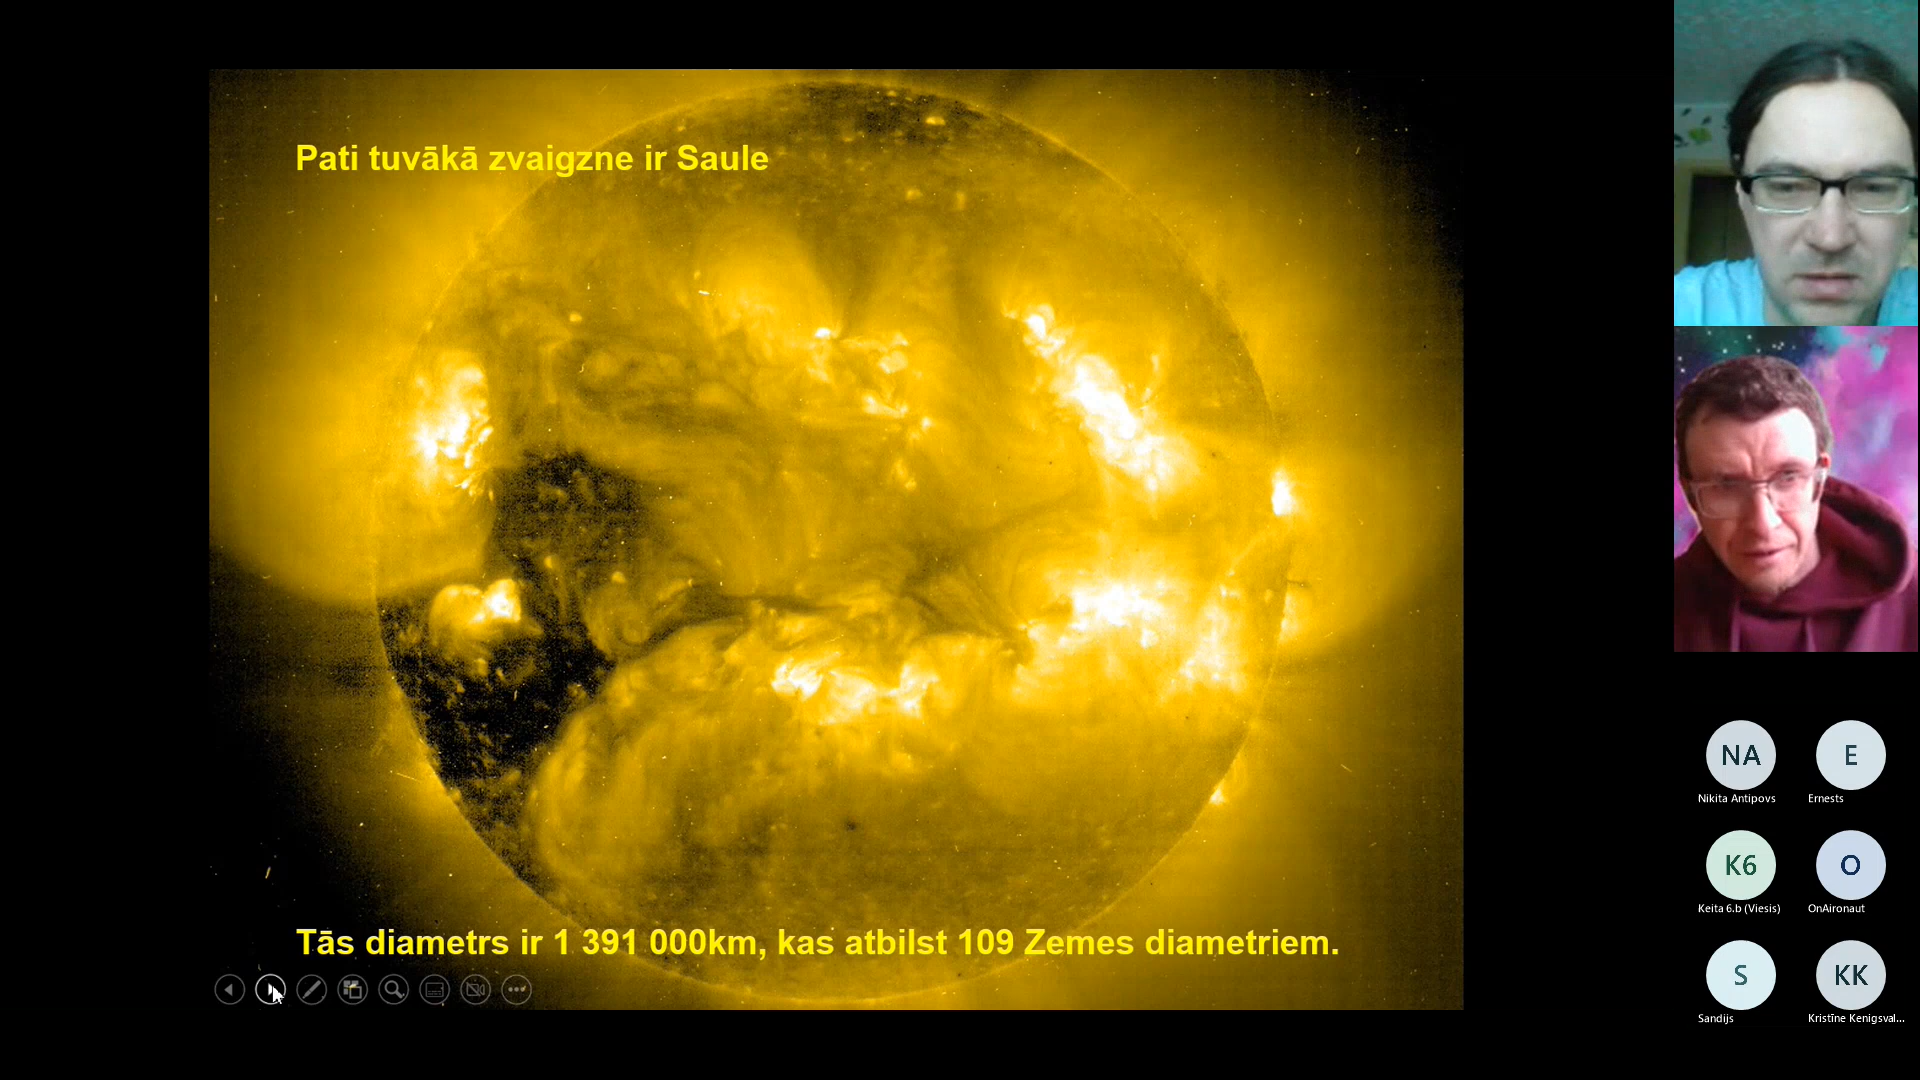 Pati tuvākā zvaigzne ir Saule
Tās diametrs ir 1 391 000km, kas atbilst 109 Zemes diametriem.
NA
Nikita Antipovs
E
Ernests
K6
Keita 6.b (Viesis)
O
OnAironaut
S
Sandijs
KK
Kristīne Kenigsval...